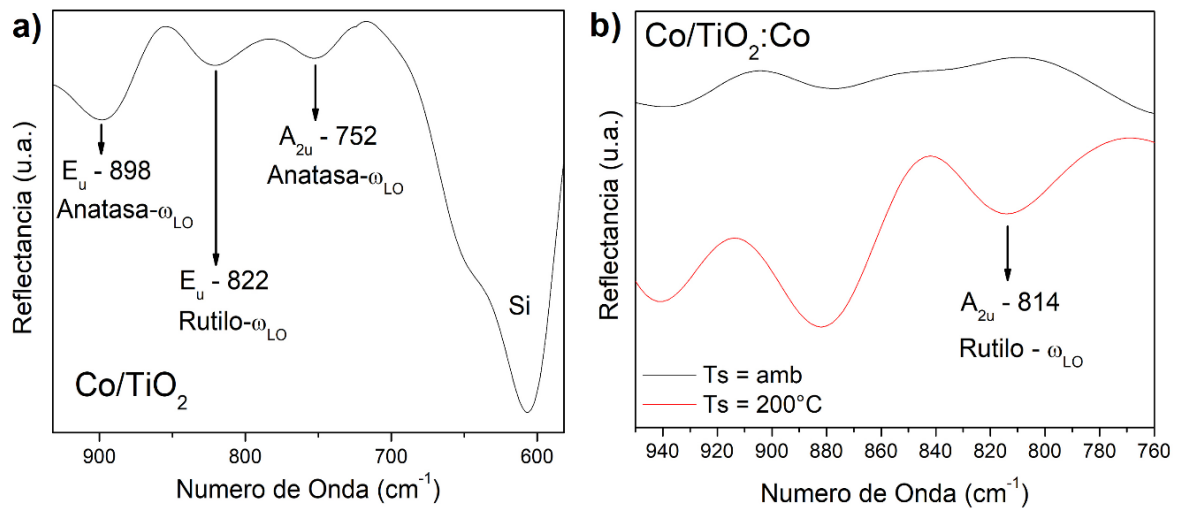 a)
Co/TiO₂
Reflectancia (u.a.)
E_u - 898
Anatasa-ω_LO
E_u - 822
Rutilo-ω_LO
A_2u - 752
Anatasa-ω_LO
Si
900
800
700
600
Numero de Onda (cm⁻¹)
b)
Co/TiO₂:Co
Reflectancia (u.a.)
A_2u - 814
Rutilo - ω_LO
Ts = amb
Ts = 200°C
940
920
900
880
860
840
820
800
780
760
Numero de Onda (cm⁻¹)